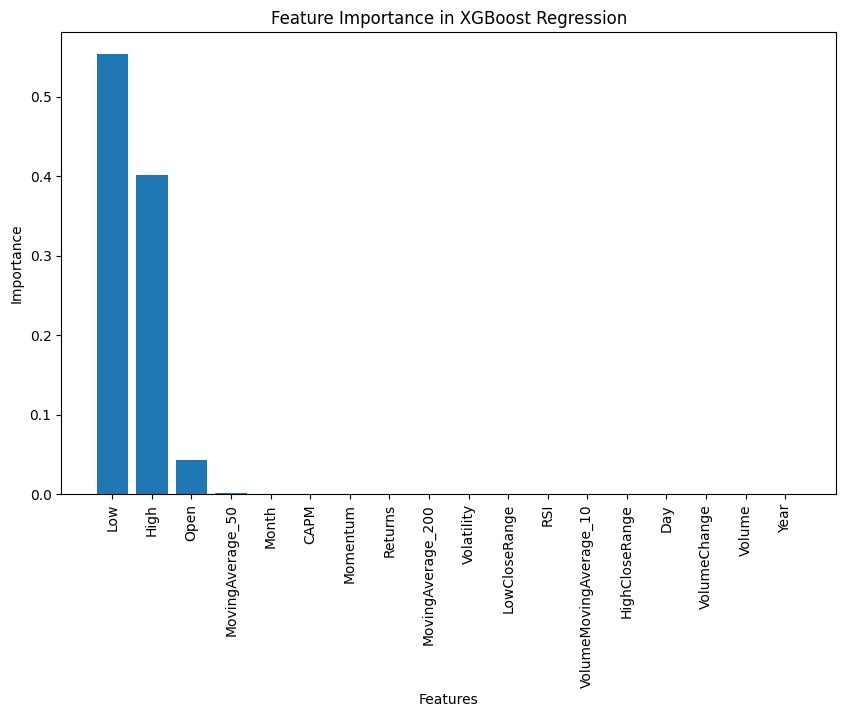 Feature Importance in XGBoost Regression
Importance
0.5
0.4
0.3
0.2
0.1
0.0
Low
High
Open
MovingAverage_50
Month
CAPM
Momentum
Returns
MovingAverage_200
Volatility
LowCloseRange
RSI
VolumeMovingAverage_10
HighCloseRange
Day
VolumeChange
Volume
Year
Features